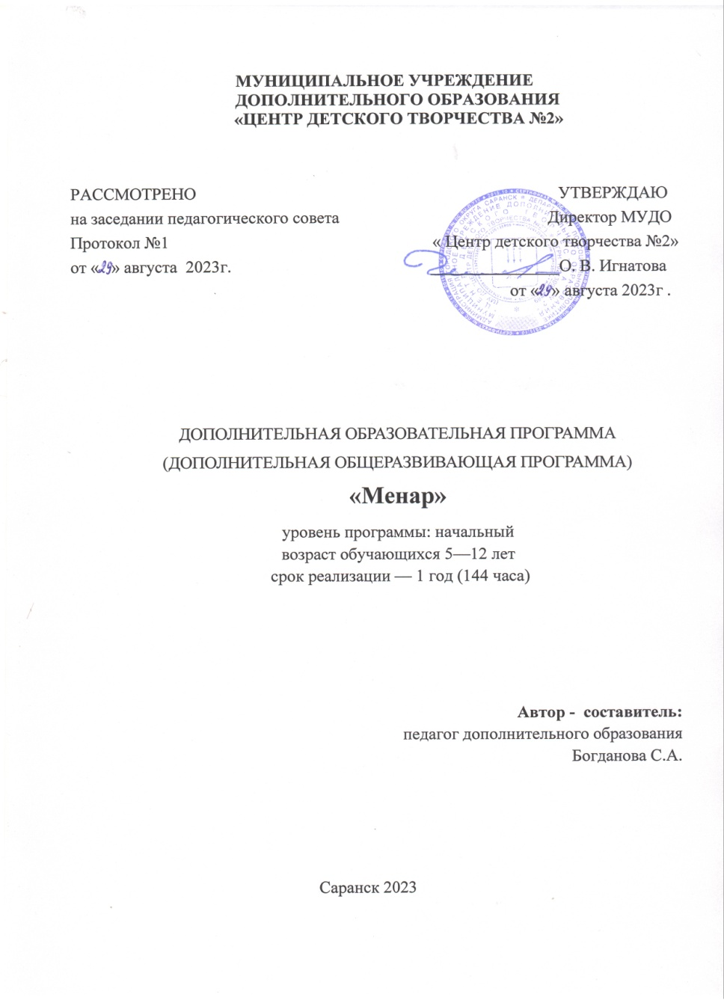 МУНИЦИПАЛЬНОЕ УЧРЕЖДЕНИЕ
ДОПОЛНИТЕЛЬНОГО ОБРАЗОВАНИЯ
«ЦЕНТР ДЕТСКОГО ТВОРЧЕСТВА №2»
РАССМОТРЕНО
на заседании педагогического совета
Протокол №1
от «29» августа 2023г.
УТВЕРЖДАЮ
Директор МУДО
« Центр детского творчества №2»
О. В. Игнатова
от «29» августа 2023г .
ДОПОЛНИТЕЛЬНАЯ ОБРАЗОВАТЕЛЬНАЯ ПРОГРАММА
(ДОПОЛНИТЕЛЬНАЯ ОБЩЕРАЗВИВАЮЩАЯ ПРОГРАММА)
«Менар»
уровень программы: начальный
возраст обучающихся 5—12 лет
срок реализации — 1 год (144 часа)
Автор - составитель:
педагог дополнительного образования
Богданова С.А.
Саранск 2023